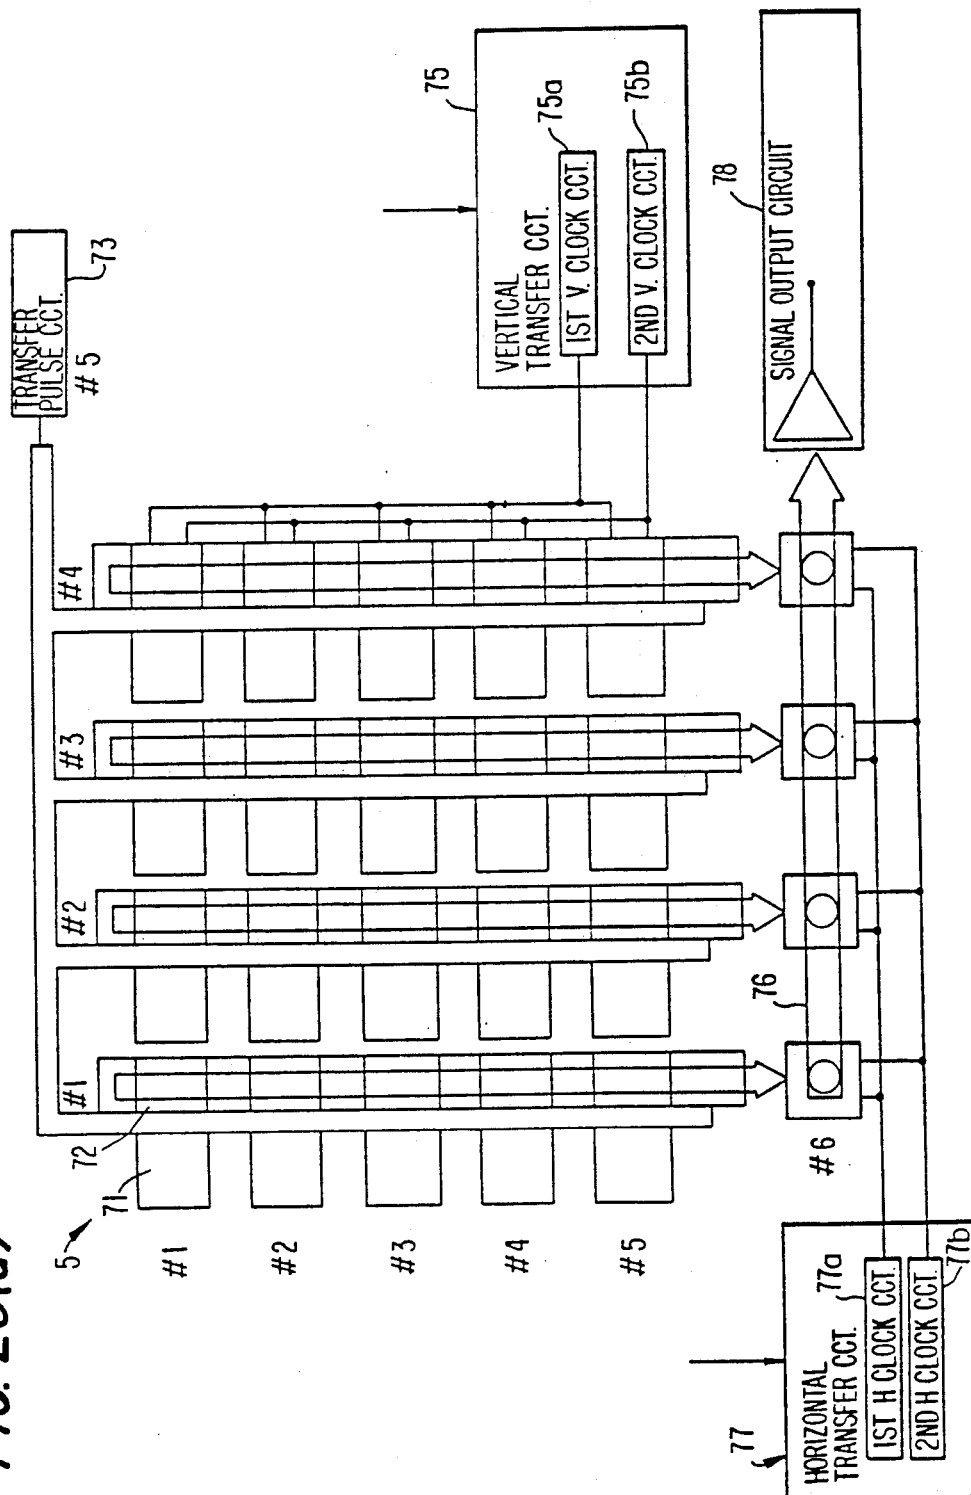 TRANSFER
PULSE CCT.
73
#5
#1
#2
#3
#4
5
71
72
#1
#2
#3
#4
#5
75
VERTICAL
TRANSFER CCT.
75a
1ST V. CLOCK CCT.
75b
2ND V. CLOCK CCT.
76
#6
78
SIGNAL OUTPUT CIRCUIT
77
HORIZONTAL
TRANSFER CCT.
77a
1ST H CLOCK CCT.
2ND H CLOCK CCT.
77b